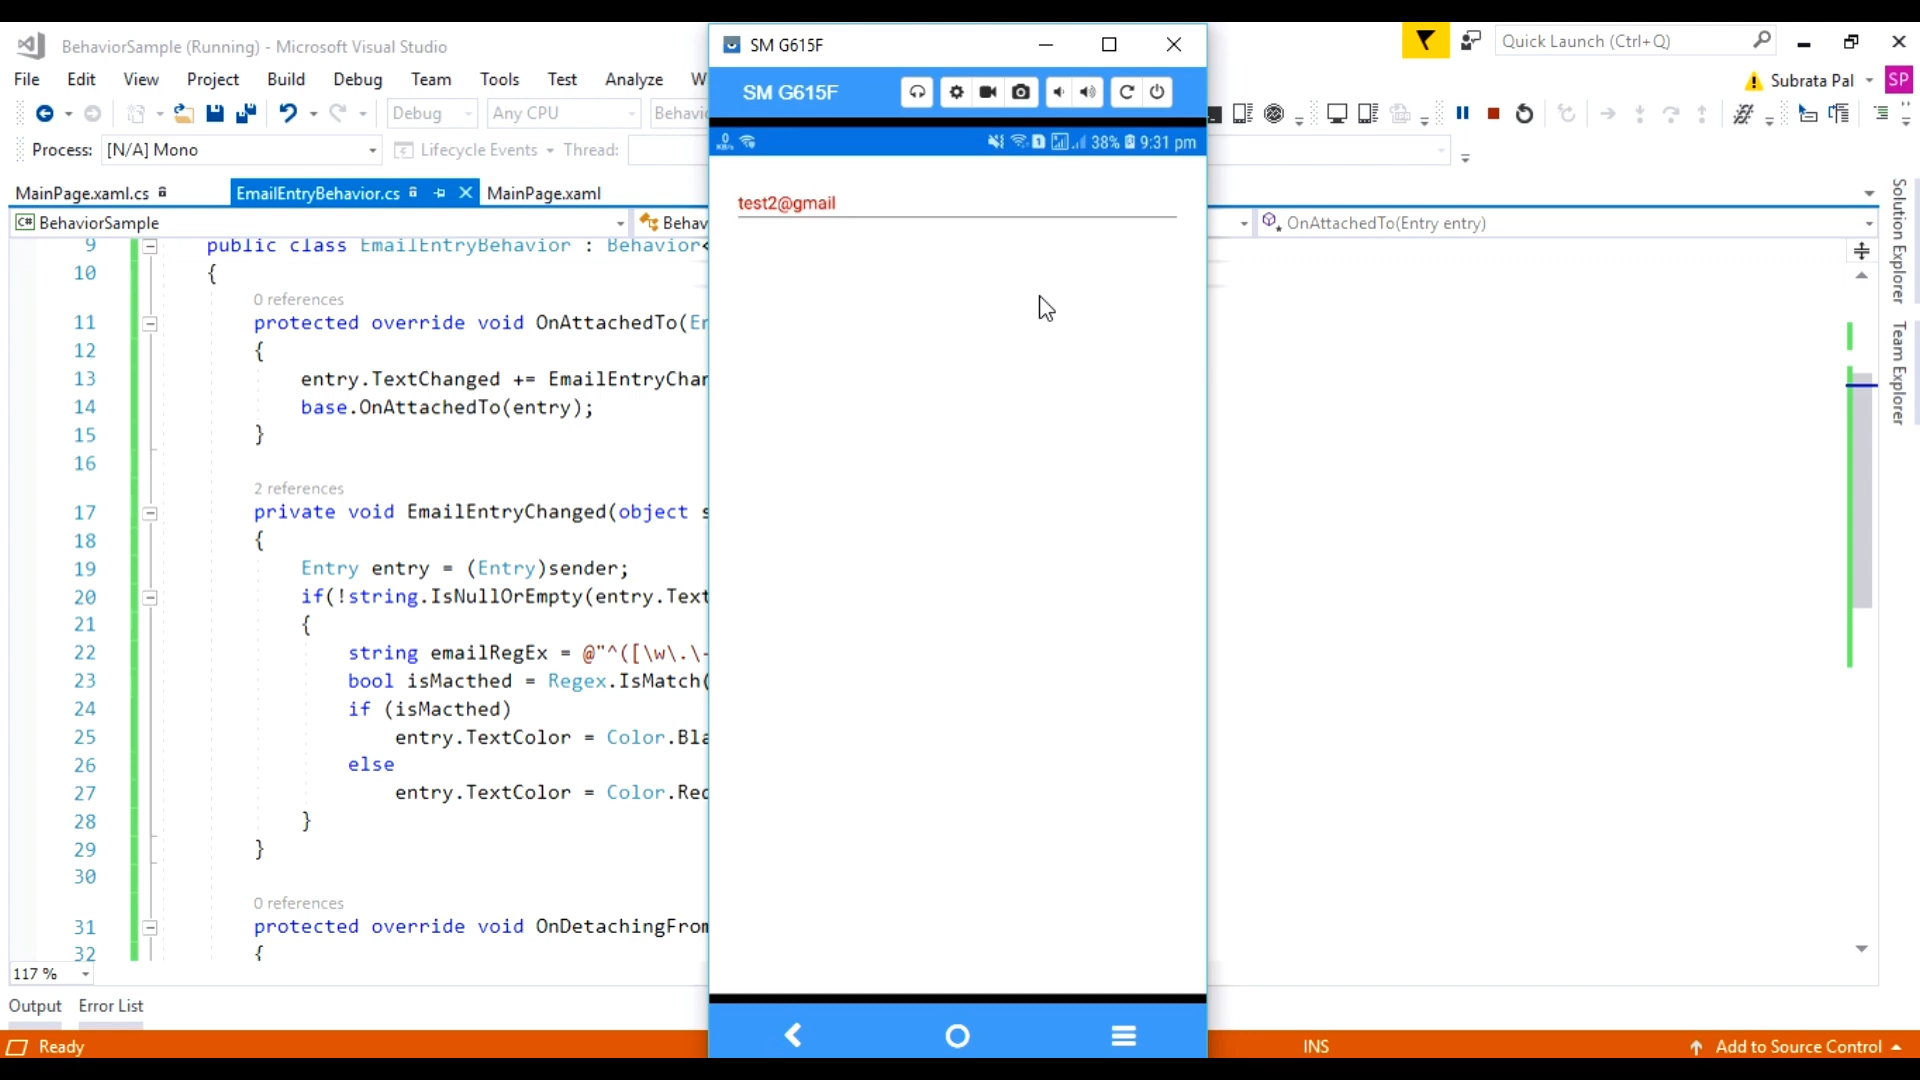 BehaviorSample (Running) - Microsoft Visual Studio
Quick Launch (Ctrl+Q)
File Edit View Project Build Debug Team Tools Test Analyze W
Subrata Pal SP
Debug Any CPU Behavi
Process: [N/A] Mono Lifecycle Events Thread:
MainPage.xaml.cs EmailEntryBehavior.cs MainPage.xaml
C# BehaviorSample Behav OnAttachedTo(Entry entry)
9 public class EmailEntryBehavior : Behavior<
10 {
0 references
11 protected override void OnAttachedTo(En
12 {
13 entry.TextChanged += EmailEntryChan
14 base.OnAttachedTo(entry);
15 }
16
2 references
17 private void EmailEntryChanged(object s
18 {
19 Entry entry = (Entry)sender;
20 if(!string.IsNullOrEmpty(entry.Text
21 {
22 string emailRegEx = @"^([\w\.\-
23 bool isMacthed = Regex.IsMatch(
24 if (isMacthed)
25 entry.TextColor = Color.Bla
26 else
27 entry.TextColor = Color.Red
28 }
29 }
30
0 references
31 protected override void OnDetachingFrom
32 {
117 %
Output Error List
Ready INS Add to Source Control
SM G615F
SM G615F
38% 9:31 pm
test2@gmail
Solution Explorer
Team Explorer